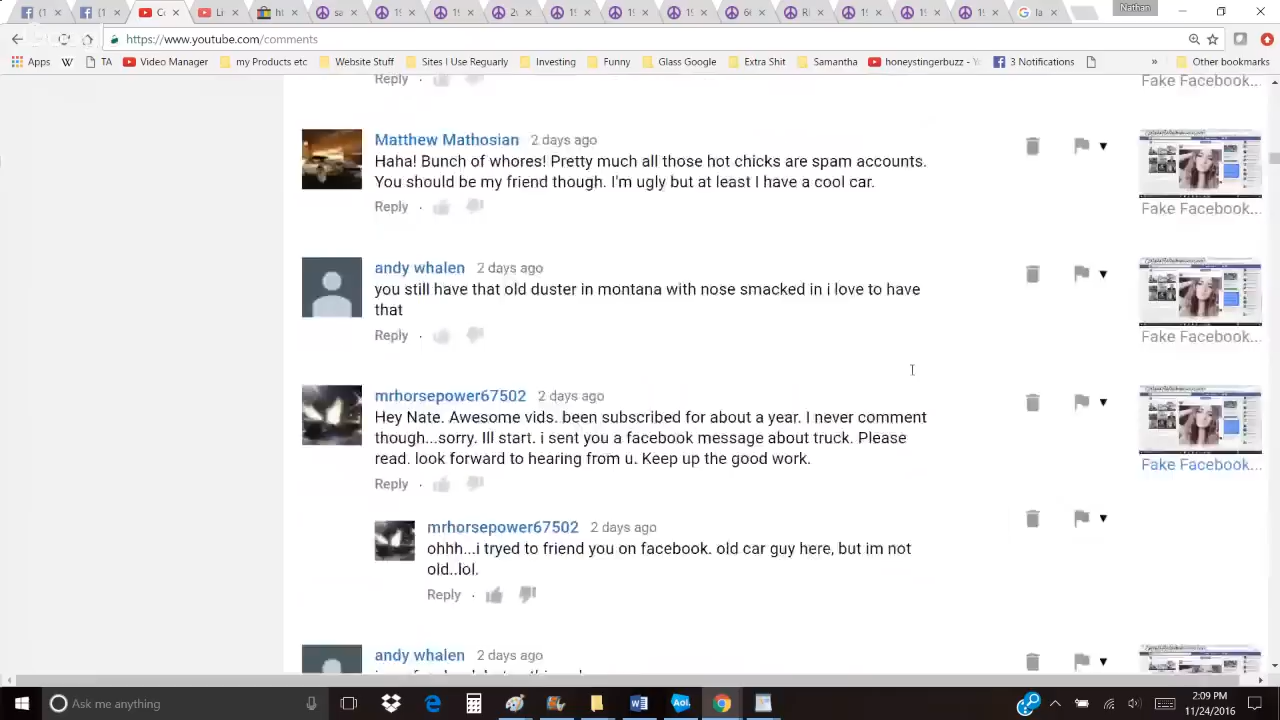 Nathan
https://www.youtube.com/comments
Apps W TA Video Manager my Products etc Website Stuff Sites I Use Reguarly Investing Funny Glass Google Extra Shit Samantha honeystingerbuzz - 3 Notifications » Other bookmarks
Reply ·
Fake Facebook...
Matthew Mathosian 2 days ago
Haha! Bunch of whores! Pretty much all those hot chicks are spam accounts.
You should be my friend though. I'm ugly but at least I have a cool car.
Reply ·
Fake Facebook...
andy whalen 2 days ago
you still have that old duster in montana with nose smacked in i love to have
that
Reply ·
Fake Facebook...
mrhorsepower67502 2 days ago
Hey Nate. Awesome vids. been subscribed for about a year. I never comment
though...sorry. Ill start. i sent you a facebook message about buck. Please
read. look forward to hearing from u. Keep up the good work.
Reply ·
Fake Facebook...
mrhorsepower67502 2 days ago
ohhh...i tryed to friend you on facebook. old car guy here, but im not
old..lol.
Reply ·
andy whalen 2 days ago
Ask me anything
Aol.
2:09 PM
11/24/2016